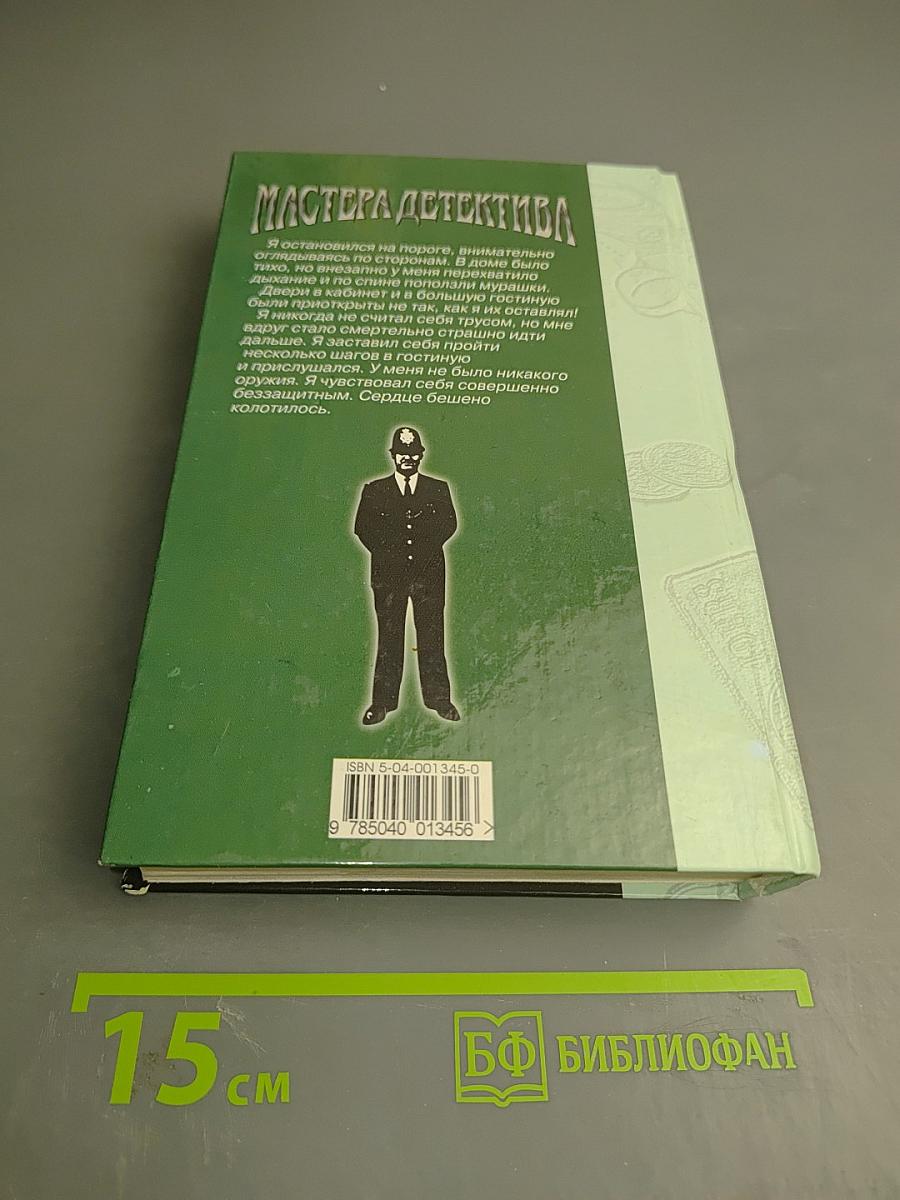 МАСТЕРА ДЕТЕКТИВА
Я остановился на пороге, внимательно
оглядываясь по сторонам. В доме было
тихо, но внезапно у меня перехватило
дыхание и по спине поползли мурашки.
Двери в кабинет и в большую гостиную
были приоткрыты не так, как я их оставлял!
Я никогда не считал себя трусом, но мне
вдруг стало смертельно страшно идти
дальше. Я заставил себя пройти
несколько шагов в гостиную
и прислушался. У меня не было никакого
оружия. Я чувствовал себя совершенно
беззащитным. Сердце бешено
колотилось.
ISBN 5-04-001345-0
9 785040 013456 >
15 см
БФ БИБЛИОФАН